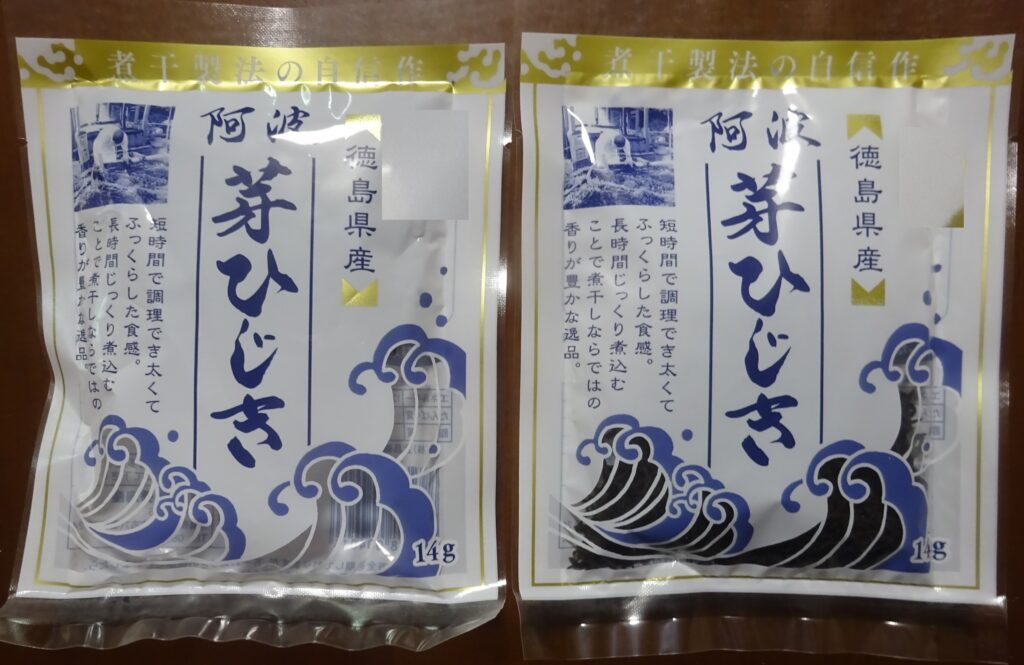 煮干製法の自信作
徳島県産
阿波
芽ひじき
短時間で調理でき太くて
ふっくらした食感。
長時間じっくり煮込む
ことで煮干しならではの
香りが豊かな逸品。
14g
煮干製法の自信作
徳島県産
阿波
芽ひじき
短時間で調理でき太くて
ふっくらした食感。
長時間じっくり煮込む
ことで煮干しならではの
香りが豊かな逸品。
14g